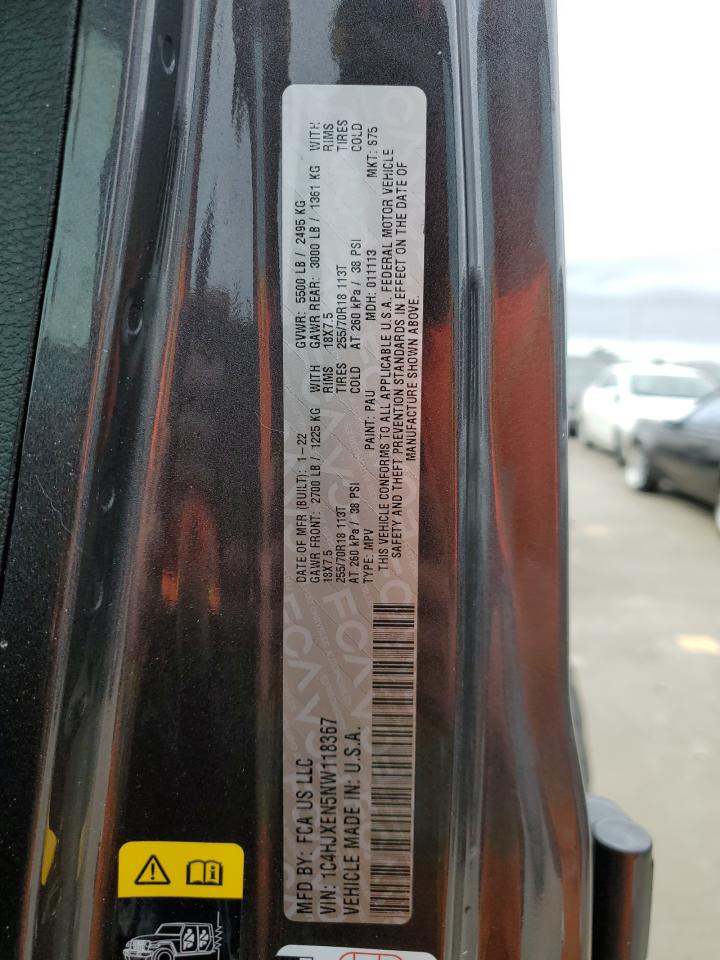 MFD BY: FCA US LLC
VIN: 1C4HJXEN5NW118367
VEHICLE MADE IN: U.S.A.
DATE OF MFR (BUILT): 1-22 GVWR: 5500 LB / 2495 KG
GAWR FRONT: 2700 LB / 1225 KG WITH GAWR REAR: 3000 LB / 1361 KG WITH
18X7.5 RIMS 18X7.5 RIMS
255/70R18 113T TIRES 255/70R18 113T TIRES
AT 260 kPa / 38 PSI COLD AT 260 kPa / 38 PSI COLD
TYPE: MPV PAINT: PAU MDH: 011113 MKT: S75
THIS VEHICLE CONFORMS TO ALL APPLICABLE U.S.A. FEDERAL MOTOR VEHICLE
SAFETY AND THEFT PREVENTION STANDARDS IN EFFECT ON THE DATE OF
MANUFACTURE SHOWN ABOVE.